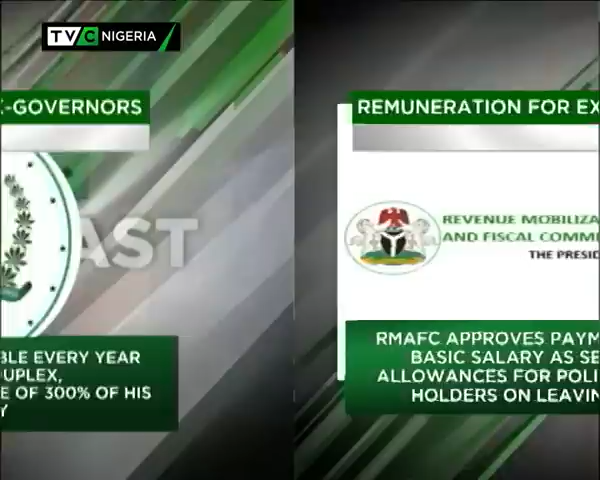 TVC NIGERIA
-GOVERNORS
AST
BLE EVERY YEAR
UPLEX,
E OF 300% OF HIS
Y
REMUNERATION FOR EX
REVENUE MOBILIZA
AND FISCAL COMM
THE PRESID
RMAFC APPROVES PAYM
BASIC SALARY AS SE
ALLOWANCES FOR POLI
HOLDERS ON LEAVIN